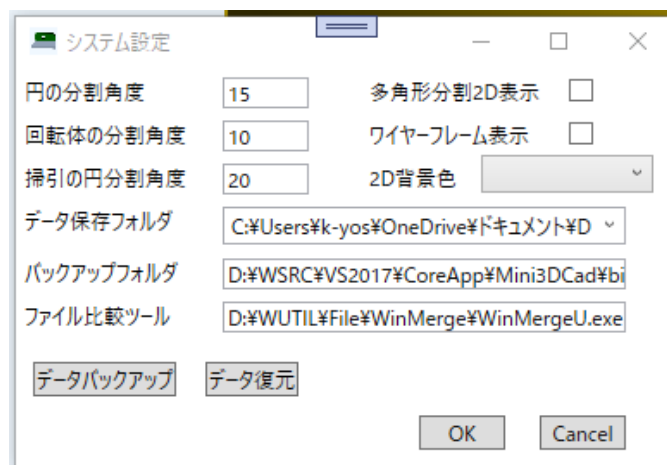 システム設定
円の分割角度 15 多角形分割2D表示
回転体の分割角度 10 ワイヤーフレーム表示
掃引の円分割角度 20 2D背景色
データ保存フォルダ C:¥Users¥k-yos¥OneDrive¥ドキュメント¥D
バックアップフォルダ D:¥WSRC¥VS2017¥CoreApp¥Mini3DCad¥bi
ファイル比較ツール D:¥WUTIL¥File¥WinMerge¥WinMergeU.exe
データバックアップ データ復元
OK Cancel